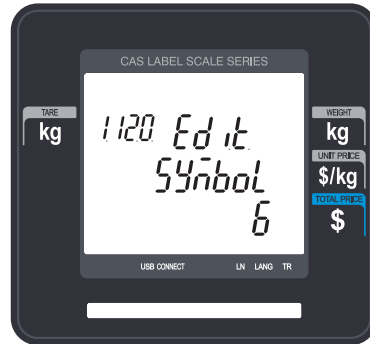 CAS LABEL SCALE SERIES
TARE
kg
1120 Edit
Symbol
6
WEIGHT
kg
UNIT PRICE
$/kg
TOTAL PRICE
$
USB CONNECT LN LANG TR